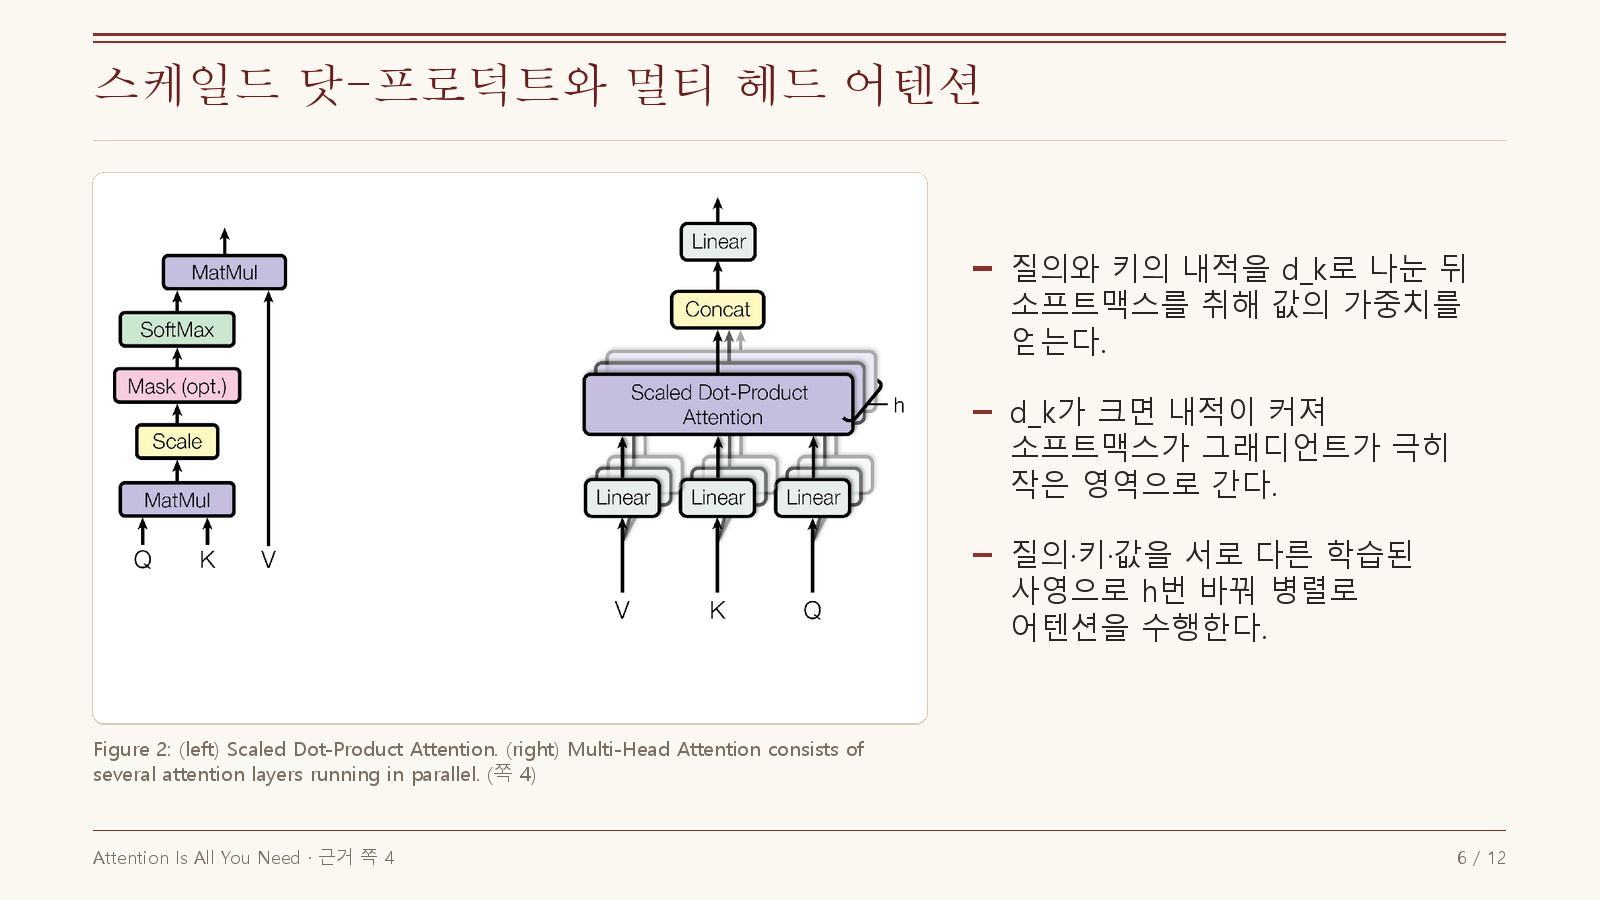 스케일드 닷-프로덕트와 멀티 헤드 어텐션
MatMul
SoftMax
Mask (opt.)
Scale
MatMul
Q K V
Linear
Concat
Scaled Dot-Product
Attention
h
Linear Linear Linear
V K Q
Figure 2: (left) Scaled Dot-Product Attention. (right) Multi-Head Attention consists of
several attention layers running in parallel. (쪽 4)
질의와 키의 내적을 d_k로 나눈 뒤
소프트맥스를 취해 값의 가중치를
얻는다.
d_k가 크면 내적이 커져
소프트맥스가 그래디언트가 극히
작은 영역으로 간다.
질의·키·값을 서로 다른 학습된
사영으로 h번 바꿔 병렬로
어텐션을 수행한다.
Attention Is All You Need · 근거 쪽 4
6 / 12